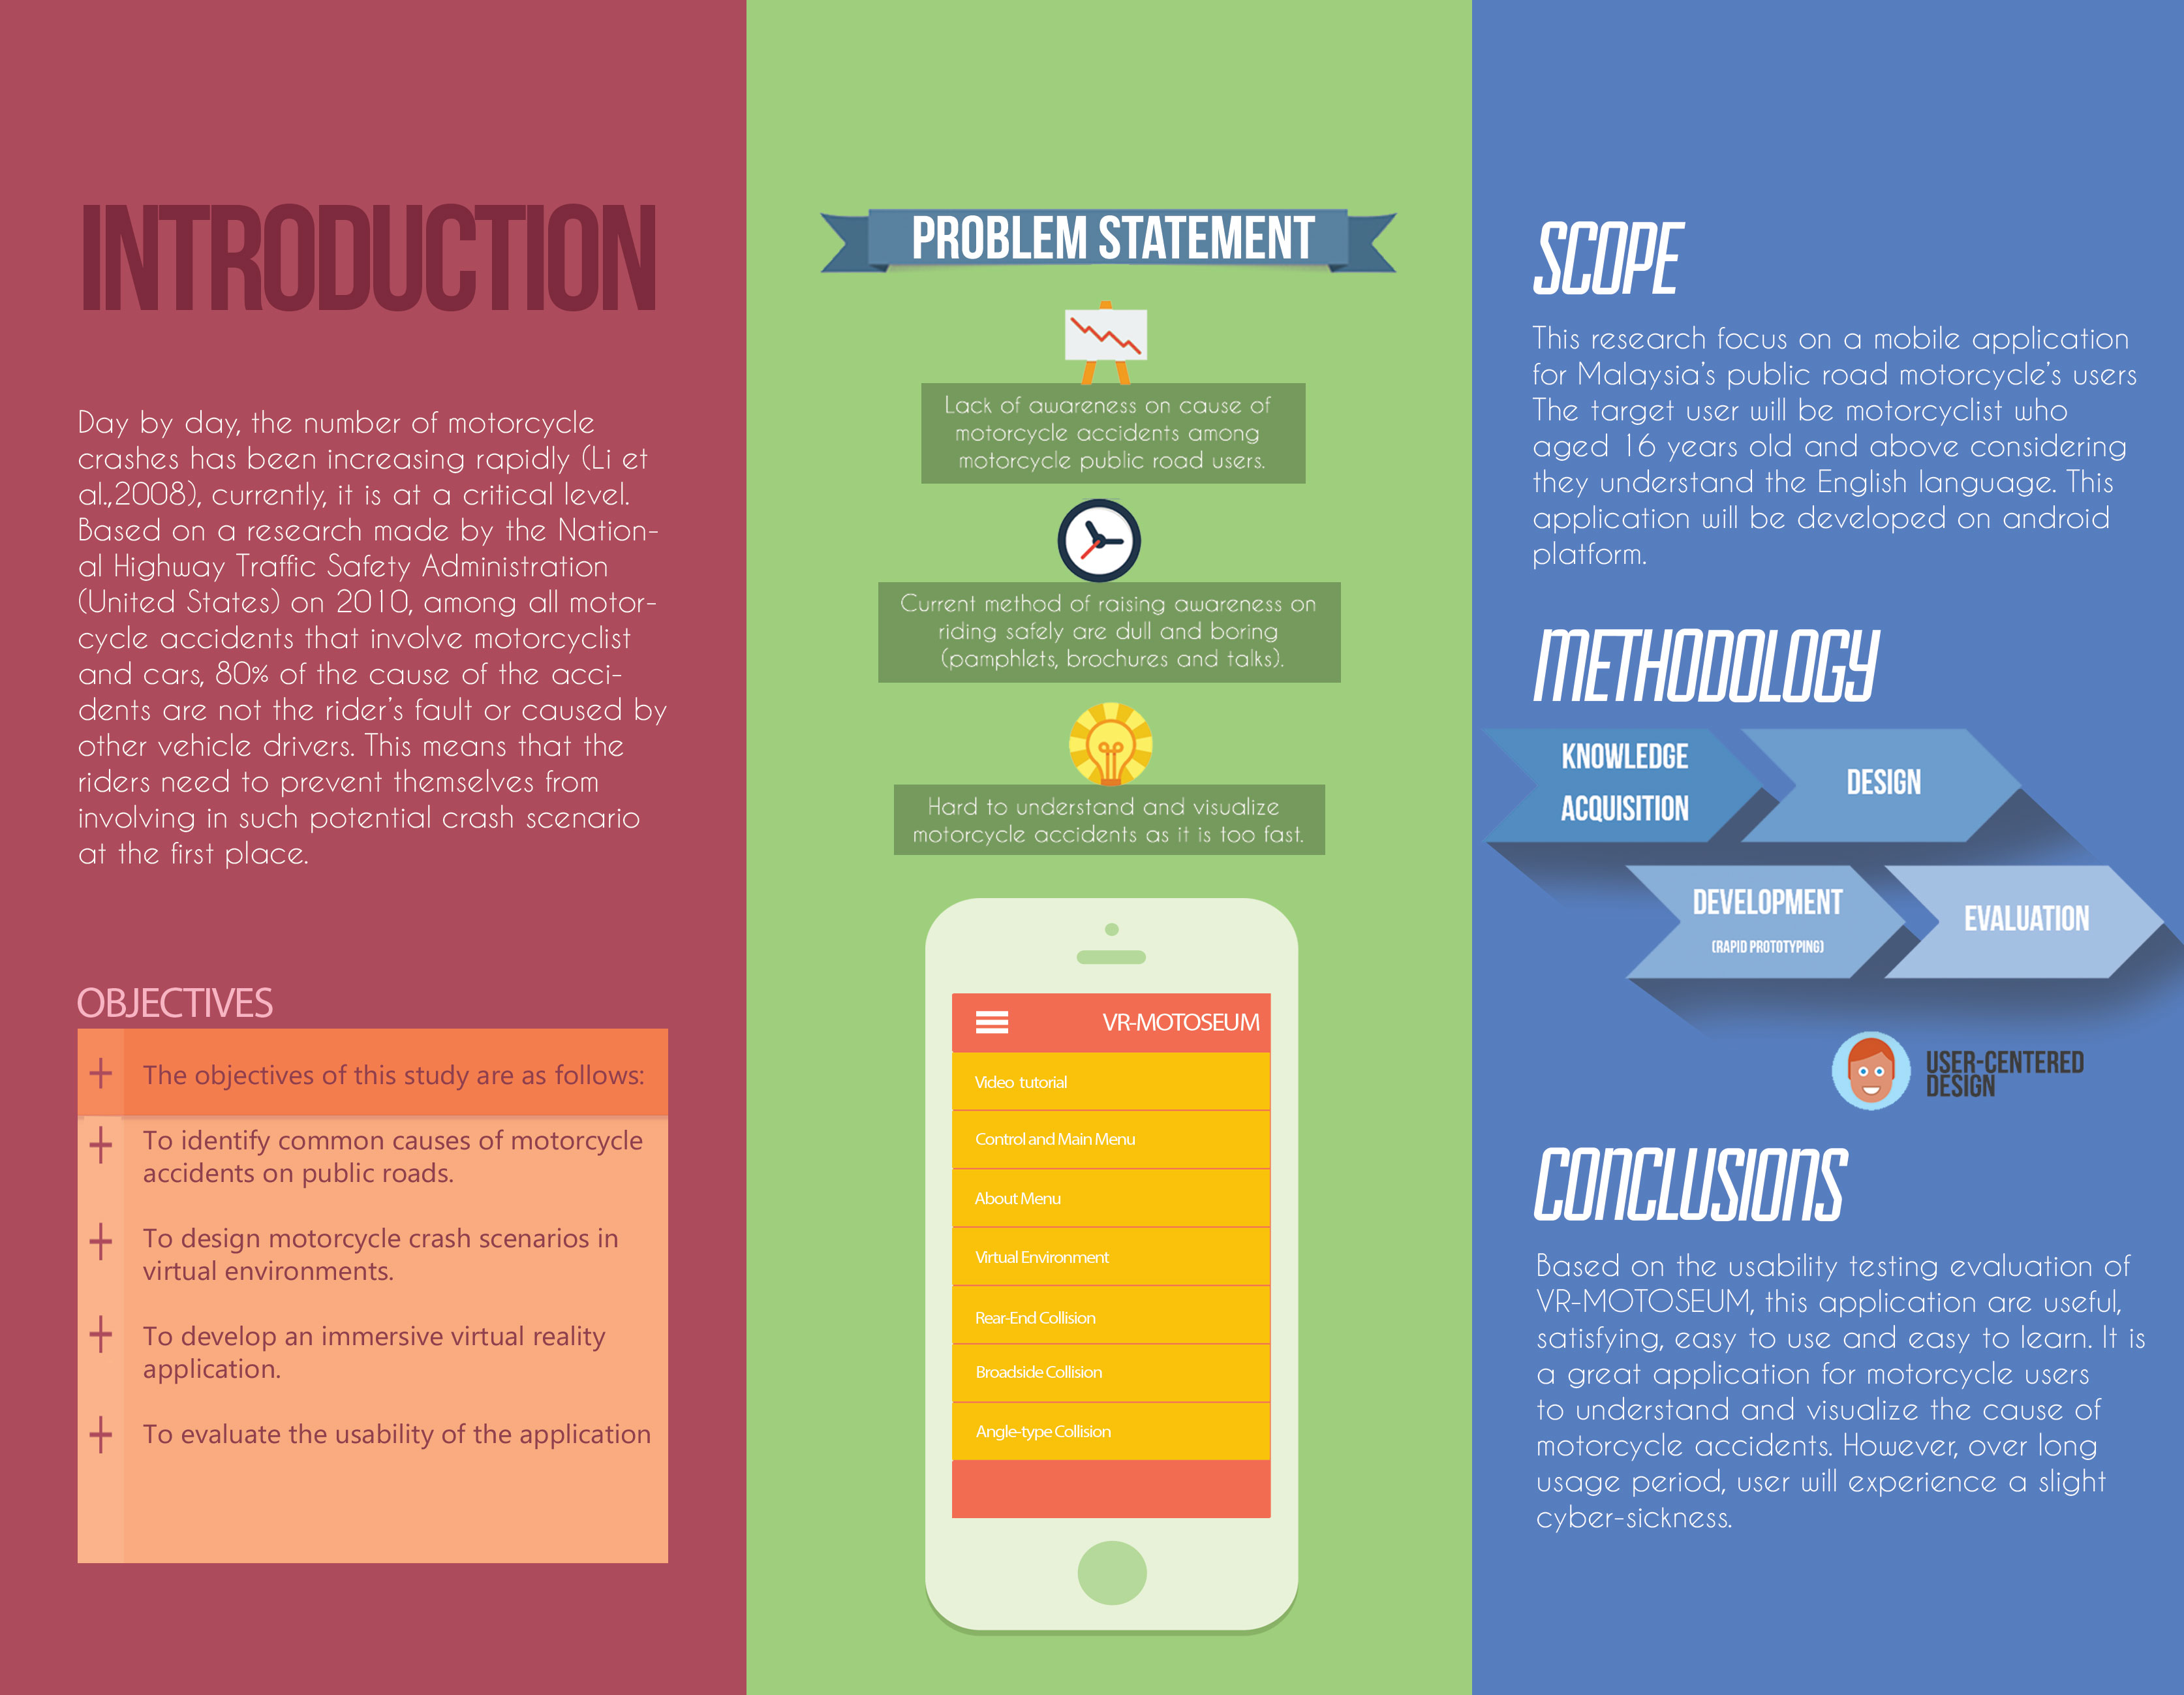 INTRODUCTION
Day by day, the number of motorcycle
crashes has been increasing rapidly (Li et
al.,2008), currently, it is at a critical level.
Based on a research made by the Nation-
al Highway Traffic Safety Administration
(United States) on 2010, among all motor-
cycle accidents that involve motorcyclist
and cars, 80% of the cause of the acci-
dents are not the rider's fault or caused by
other vehicle drivers. This means that the
riders need to prevent themselves from
involving in such potential crash scenario
at the first place.
OBJECTIVES
The objectives of this study are as follows:
To identify common causes of motorcycle
accidents on public roads.
To design motorcycle crash scenarios in
virtual environments.
To develop an immersive virtual reality
application.
To evaluate the usability of the application
PROBLEM STATEMENT
Lack of awareness on cause of
motorcycle accidents among
motorcycle public road users.
Current method of raising awareness on
riding safely are dull and boring
(pamphlets, brochures and talks).
Hard to understand and visualize
motorcycle accidents as it is too fast.
VR-MOTOSEUM
Video tutorial
Control and Main Menu
About Menu
Virtual Environment
Rear-End Collision
Broadside Collision
Angle-type Collision
SCOPE
This research focus on a mobile application
for Malaysia's public road motorcycle's users
The target user will be motorcyclist who
aged 16 years old and above considering
they understand the English language. This
application will be developed on android
platform.
METHODOLOGY
KNOWLEDGE
ACQUISITION
DESIGN
DEVELOPMENT
(RAPID PROTOTYPING)
EVALUATION
USER-CENTERED
DESIGN
CONCLUSIONS
Based on the usability testing evaluation of
VR-MOTOSEUM, this application are useful,
satisfying, easy to use and easy to learn. It is
a great application for motorcycle users
to understand and visualize the cause of
motorcycle accidents. However, over long
usage period, user will experience a slight
cyber-sickness.